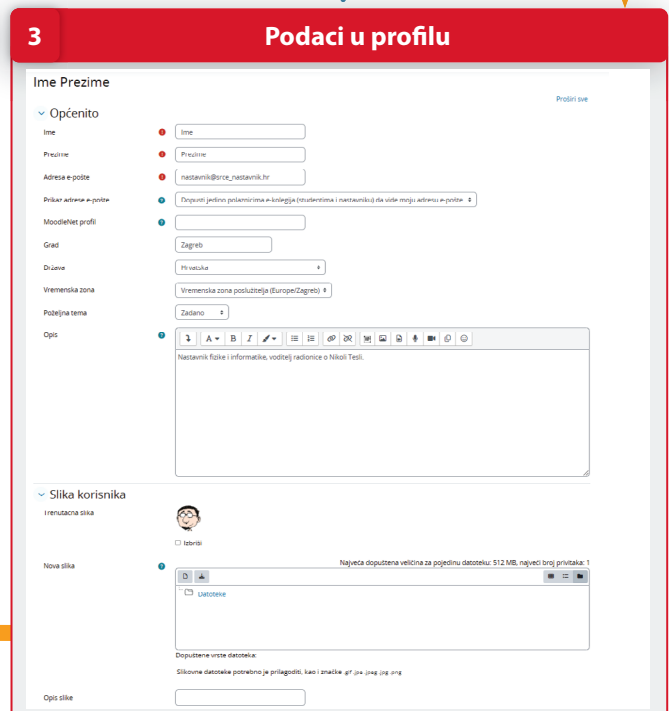 3
Podaci u profilu
Ime Prezime
Proširi sve
Općenito
Ime
Ime
Prezime
Prezime
Adresa e-pošte
nastavnik@srce_nastavnik.hr
Prikaz adrese e-pošte
Dopusti jedino polaznicima e-kolegija (studentima i nastavniku) da vide moju adresu e-pošte
MoodleNet profil
Grad
Zagreb
Država
Hrvatska
Vremenska zona
Vremenska zona poslužitelja (Europe/Zagreb)
Poželjna tema
Zadano
Opis
A B I
Nastavnik fizike i informatike, voditelj radionice o Nikoli Tesli.
Slika korisnika
Trenutačna slika
Izbriši
Nova slika
Najveća dopuštena veličina za pojedinu datoteku: 512 MB, najveći broj privitaka: 1
Datoteke
Dopuštene vrste datoteka:
Slikovne datoteke potrebno je prilagoditi, kao i značke .gif .jpe .jpeg .jpg .png
Opis slike